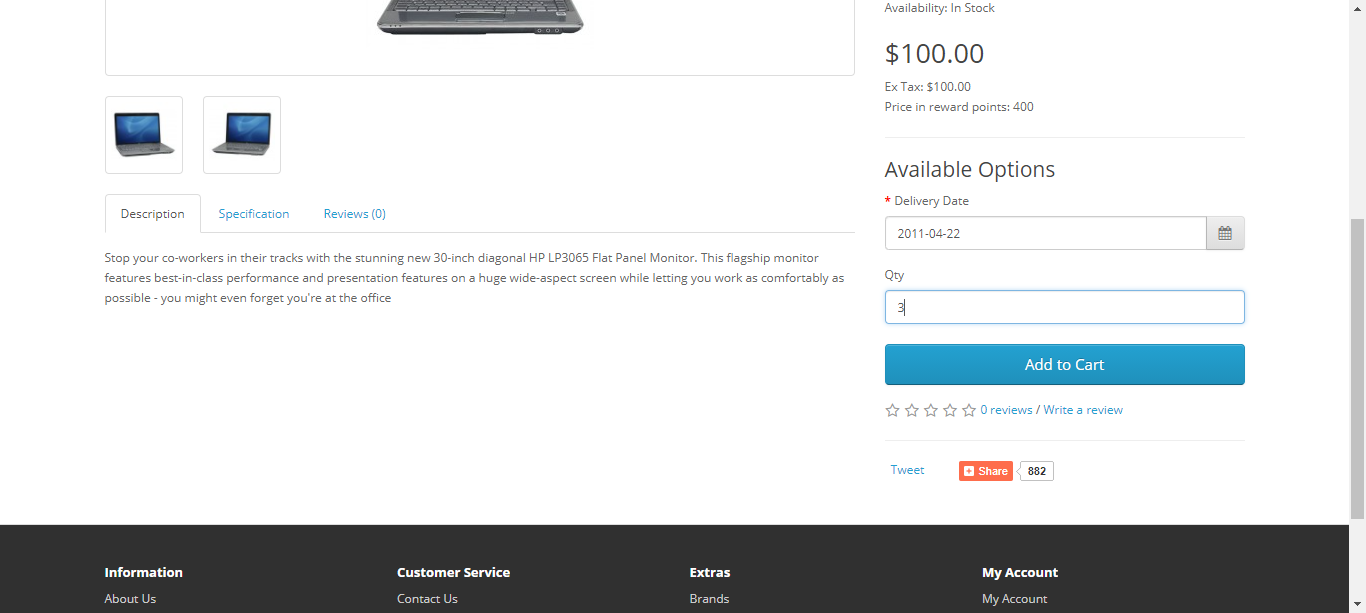 Availability: In Stock
$100.00
Ex Tax: $100.00
Price in reward points: 400
Available Options
* Delivery Date
2011-04-22
Qty
3
Add to Cart
0 reviews / Write a review
Tweet
Share
882
Description
Specification
Reviews (0)
Stop your co-workers in their tracks with the stunning new 30-inch diagonal HP LP3065 Flat Panel Monitor. This flagship monitor
features best-in-class performance and presentation features on a huge wide-aspect screen while letting you work as comfortably as
possible - you might even forget you're at the office
Information
About Us
Customer Service
Contact Us
Extras
Brands
My Account
My Account